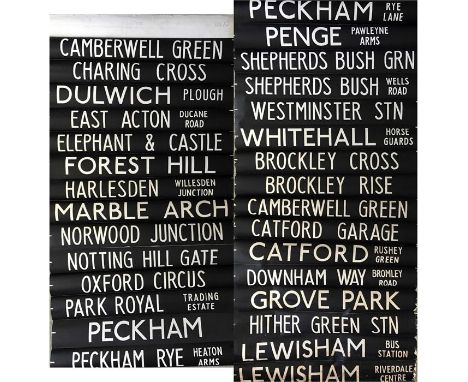 CAMBERWELL GREEN
CHARING CROSS
DULWICH PLOUGH
EAST ACTON DUCANE ROAD
ELEPHANT & CASTLE
FOREST HILL
HARLESDEN WILLESDEN JUNCTION
MARBLE ARCH
NORWOOD JUNCTION
NOTTING HILL GATE
OXFORD CIRCUS
PARK ROYAL TRADING ESTATE
PECKHAM
PECKHAM RYE HEATON ARMS
PECKHAM RYE LANE
PENGE PAWLEYNE ARMS
SHEPHERDS BUSH GRN
SHEPHERDS BUSH WELLS ROAD
WESTMINSTER STN
WHITEHALL HORSE GUARDS
BROCKLEY CROSS
BROCKLEY RISE
CAMBERWELL GREEN
CATFORD GARAGE
CATFORD RUSHEY GREEN
DOWNHAM WAY BROMLEY ROAD
GROVE PARK
HITHER GREEN STN
LEWISHAM BUS STATION
LEWISHAM RIVERDALE CENTRE